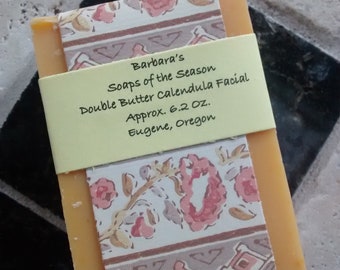 Barbara's
Soaps of the Season
Double Butter Calendula Facial
Approx. 6.2 Oz.
Eugene, Oregon